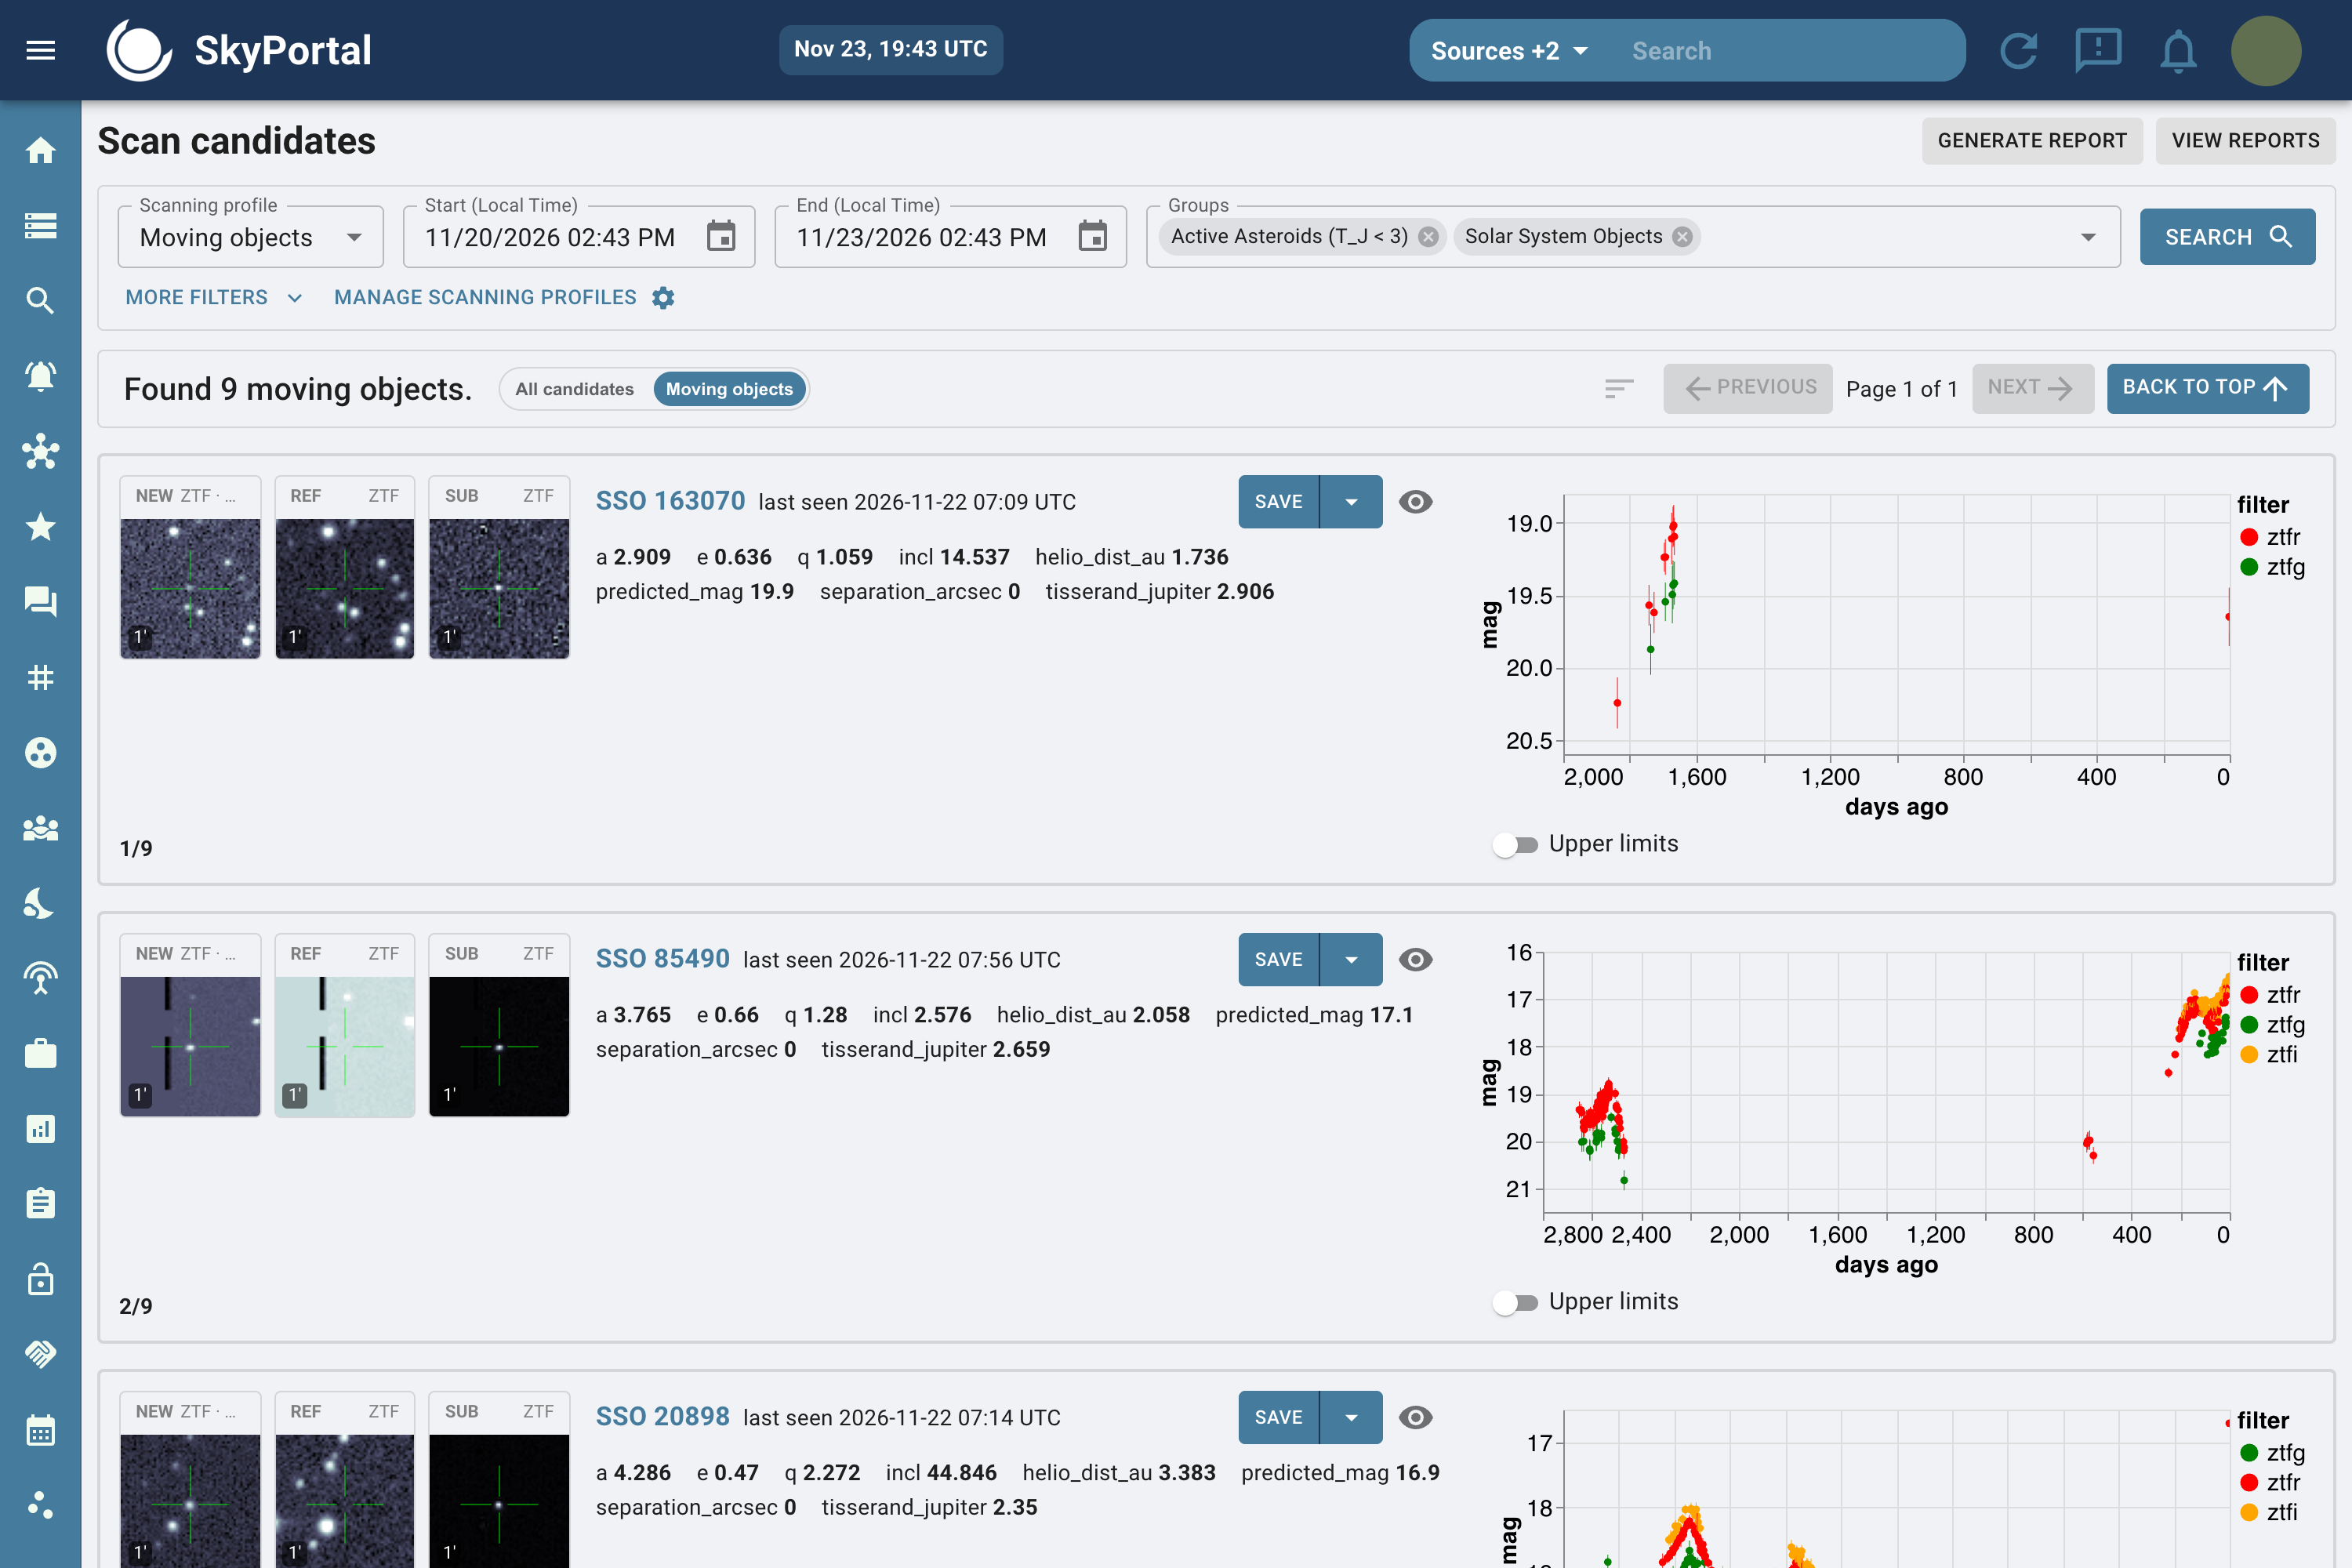 SkyPortal
Nov 23, 19:43 UTC
Sources +2
Search
Scan candidates
GENERATE REPORT
VIEW REPORTS
Scanning profile
Moving objects
Start (Local Time)
11/20/2026 02:43 PM
End (Local Time)
11/23/2026 02:43 PM
Groups
Active Asteroids (T_J < 3)
Solar System Objects
SEARCH
MORE FILTERS
MANAGE SCANNING PROFILES
Found 9 moving objects.
All candidates
Moving objects
PREVIOUS
Page 1 of 1
NEXT
BACK TO TOP
NEW ZTF · ...
REF ZTF
SUB ZTF
1'
1'
1'
SSO 163070 last seen 2026-11-22 07:09 UTC
SAVE
a 2.909 e 0.636 q 1.059 incl 14.537 helio_dist_au 1.736
predicted_mag 19.9 separation_arcsec 0 tisserand_jupiter 2.906
1/9
mag
19.0
19.5
20.0
20.5
2,000 1,600 1,200 800 400 0
days ago
filter
ztfr
ztfg
Upper limits
NEW ZTF · ...
REF ZTF
SUB ZTF
1'
1'
1'
SSO 85490 last seen 2026-11-22 07:56 UTC
SAVE
a 3.765 e 0.66 q 1.28 incl 2.576 helio_dist_au 2.058 predicted_mag 17.1
separation_arcsec 0 tisserand_jupiter 2.659
2/9
mag
16
17
18
19
20
21
2,800 2,400 2,000 1,600 1,200 800 400 0
days ago
filter
ztfr
ztfg
ztfi
Upper limits
NEW ZTF · ...
REF ZTF
SUB ZTF
1'
1'
1'
SSO 20898 last seen 2026-11-22 07:14 UTC
SAVE
a 4.286 e 0.47 q 2.272 incl 44.846 helio_dist_au 3.383 predicted_mag 16.9
separation_arcsec 0 tisserand_jupiter 2.35
mag
17
18
filter
ztfg
ztfr
ztfi